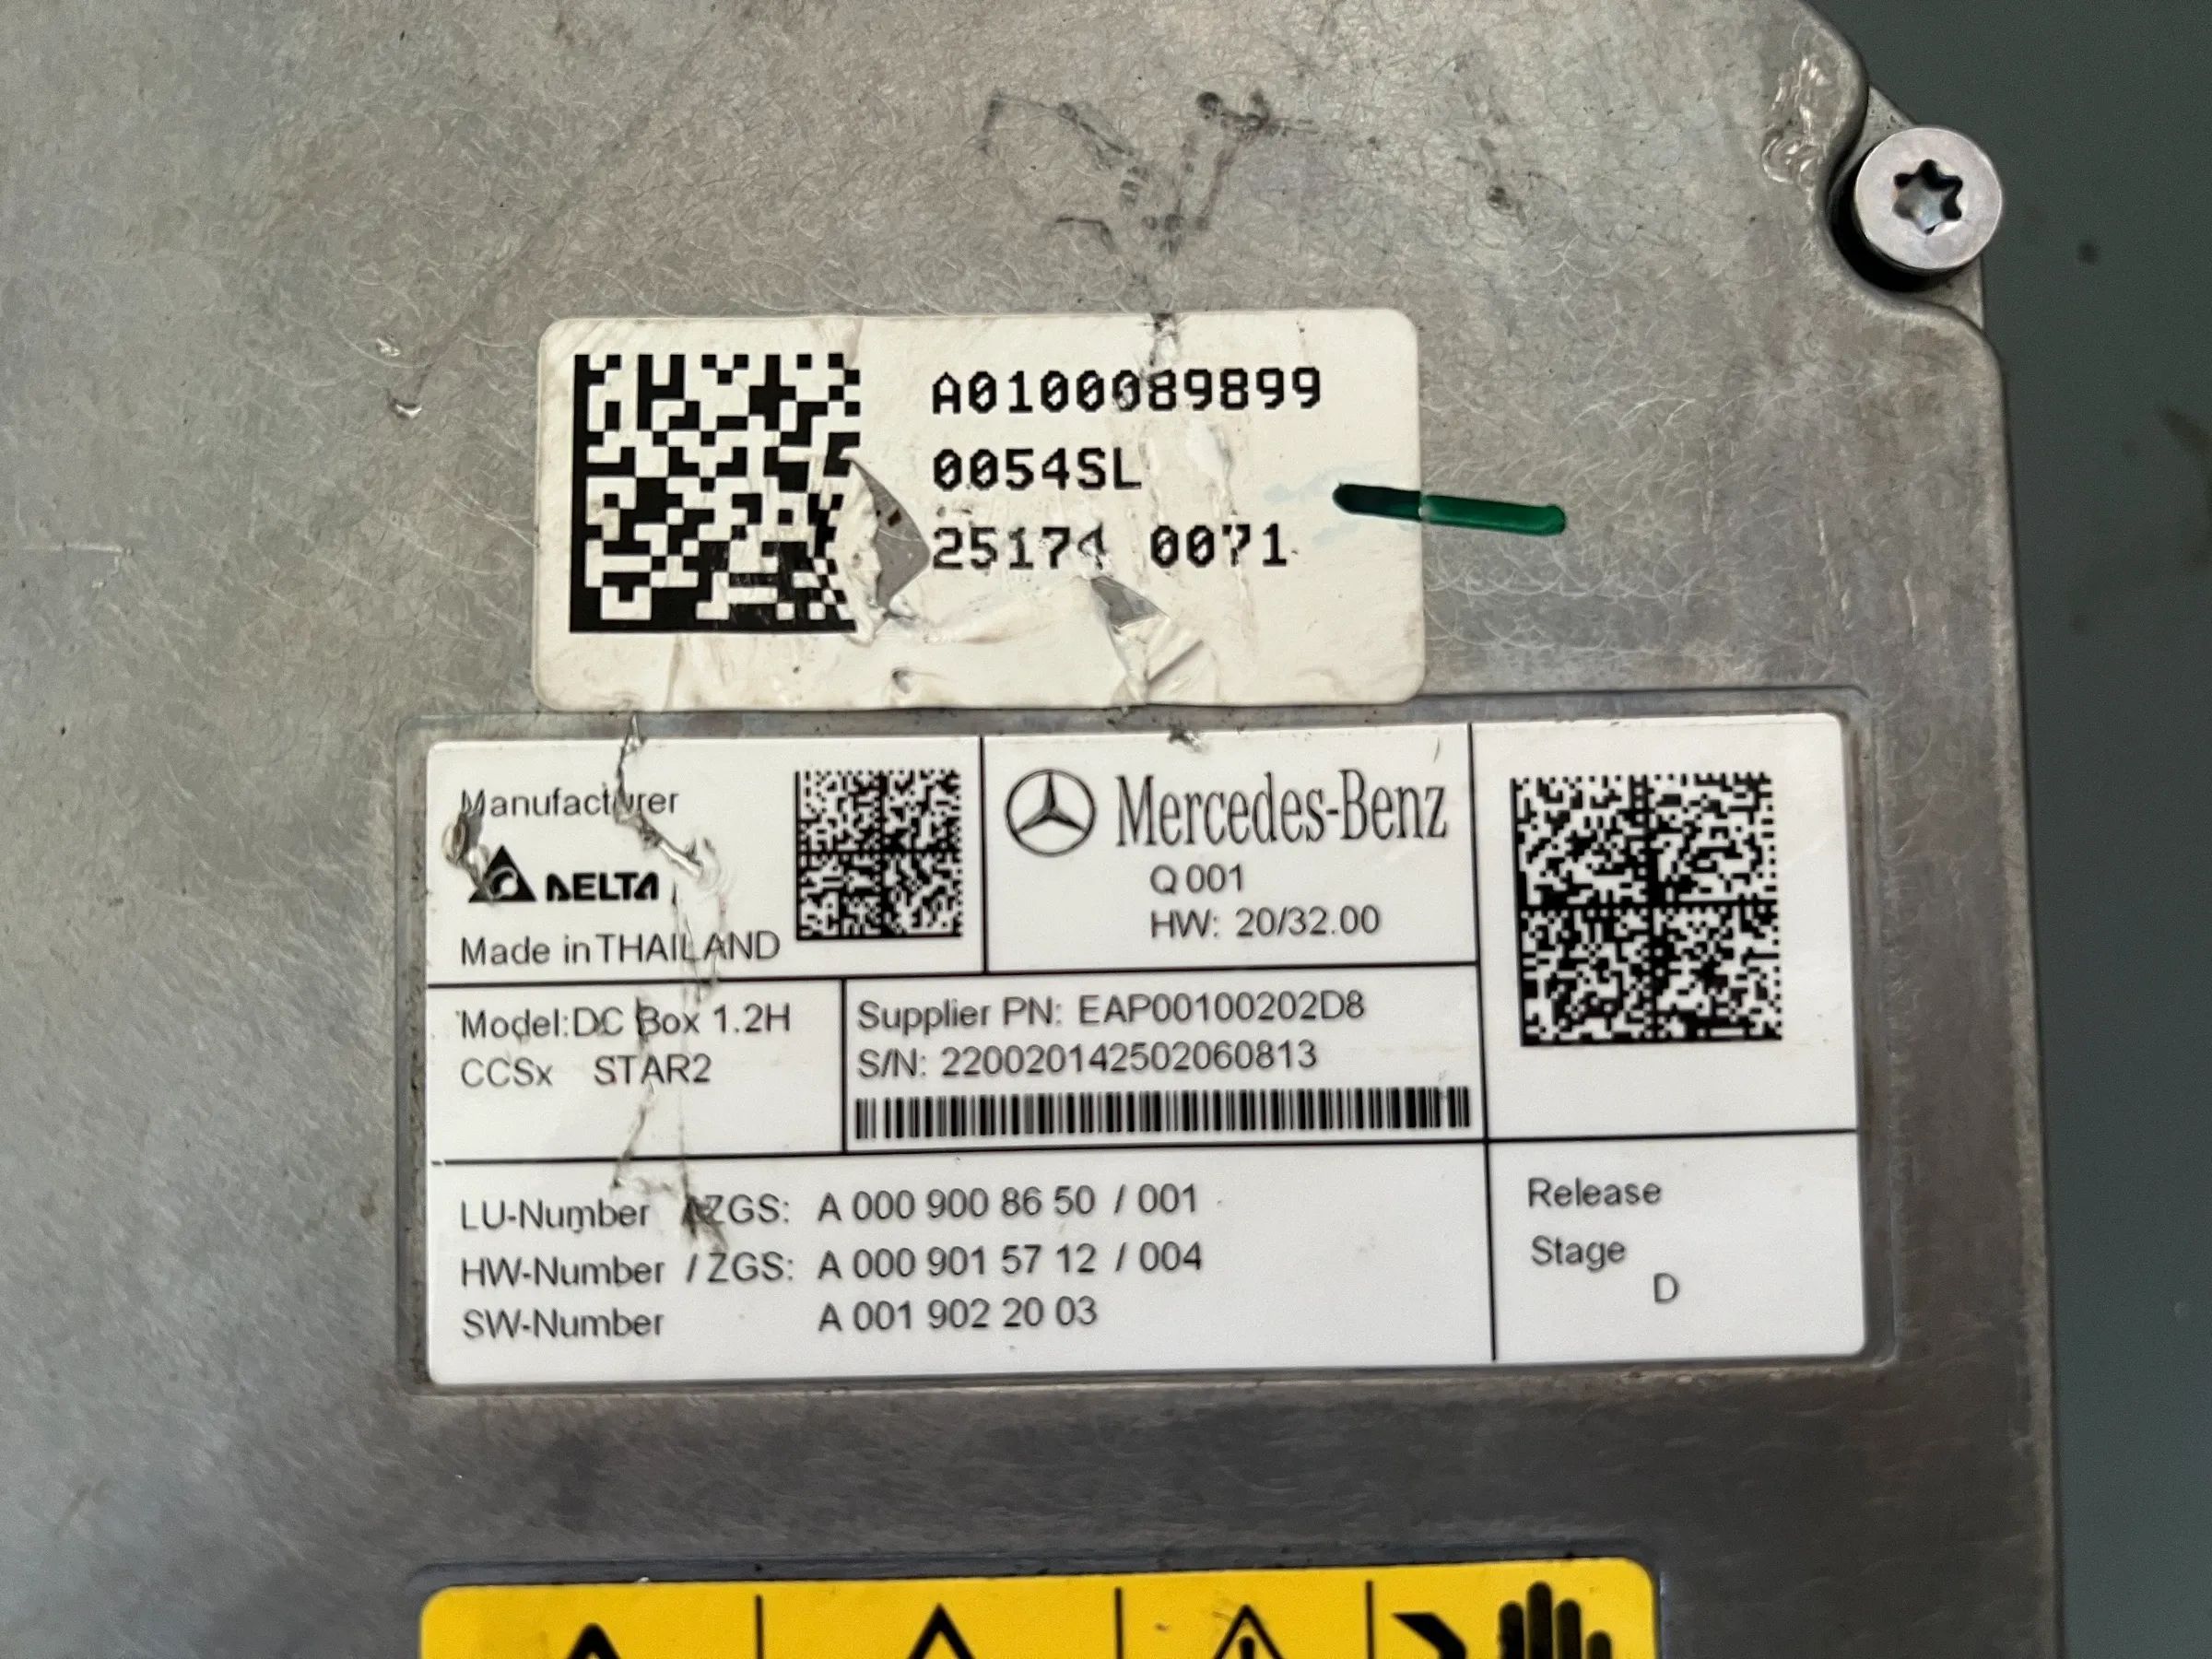 A0100089899
0054SL
25174 0071
Manufacturer
DELTA
Made in THAILAND
Mercedes-Benz
Q 001
HW: 20/32.00
Model:DC Box 1.2H
CCSx STAR2
Supplier PN: EAP00100202D8
S/N: 220020142502060813
LU-Number / ZGS: A 000 900 86 50 / 001
HW-Number / ZGS: A 000 901 57 12 / 004
SW-Number A 001 902 20 03
Release
Stage
D